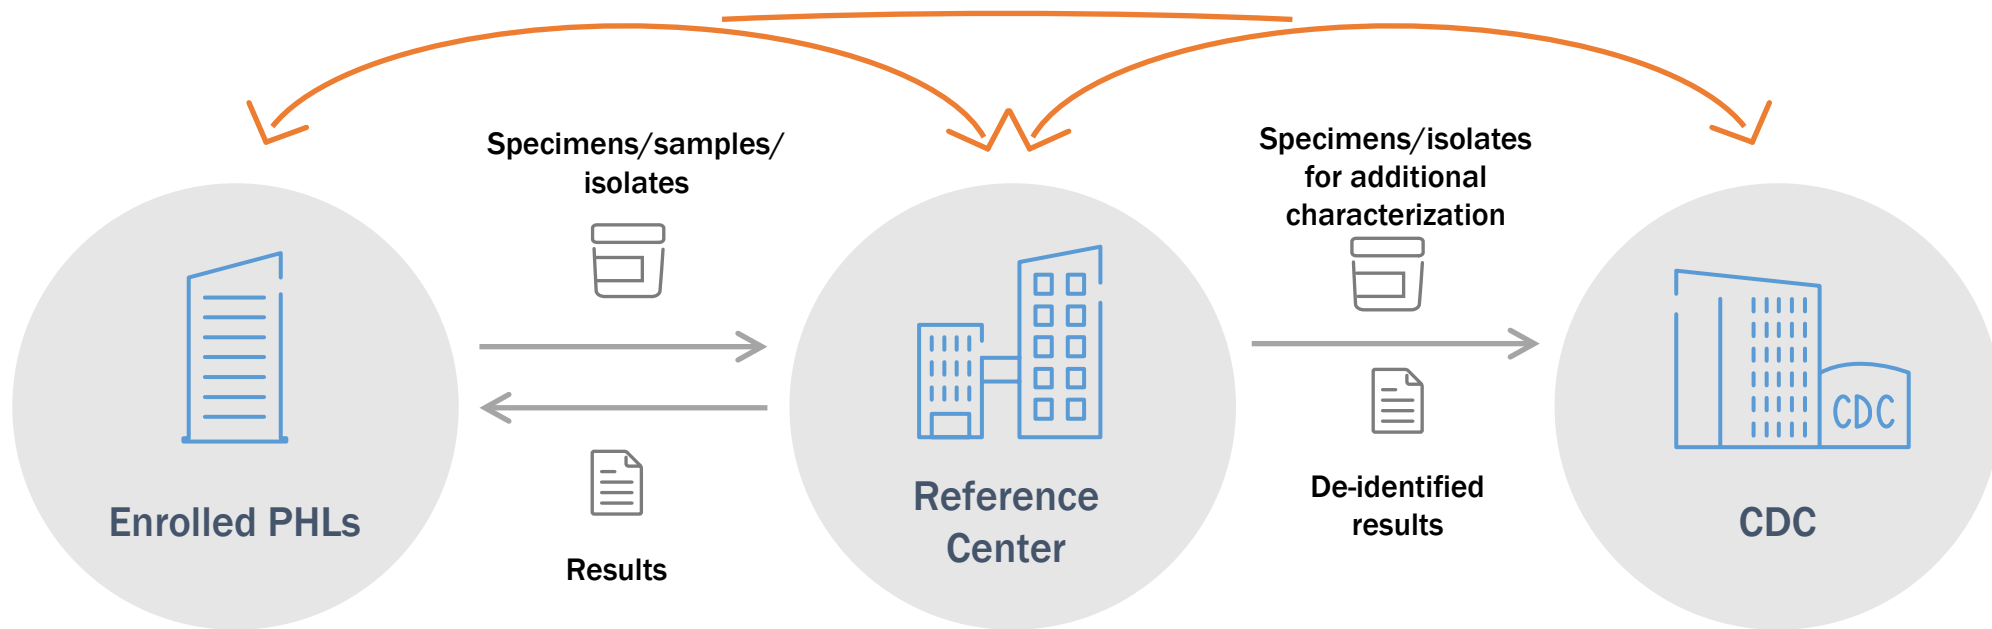 Specimens/samples/
isolates
Specimens/isolates
for additional
characterization
CDC
Enrolled PHLs
Results
Reference
Center
De-identified
results
CDC